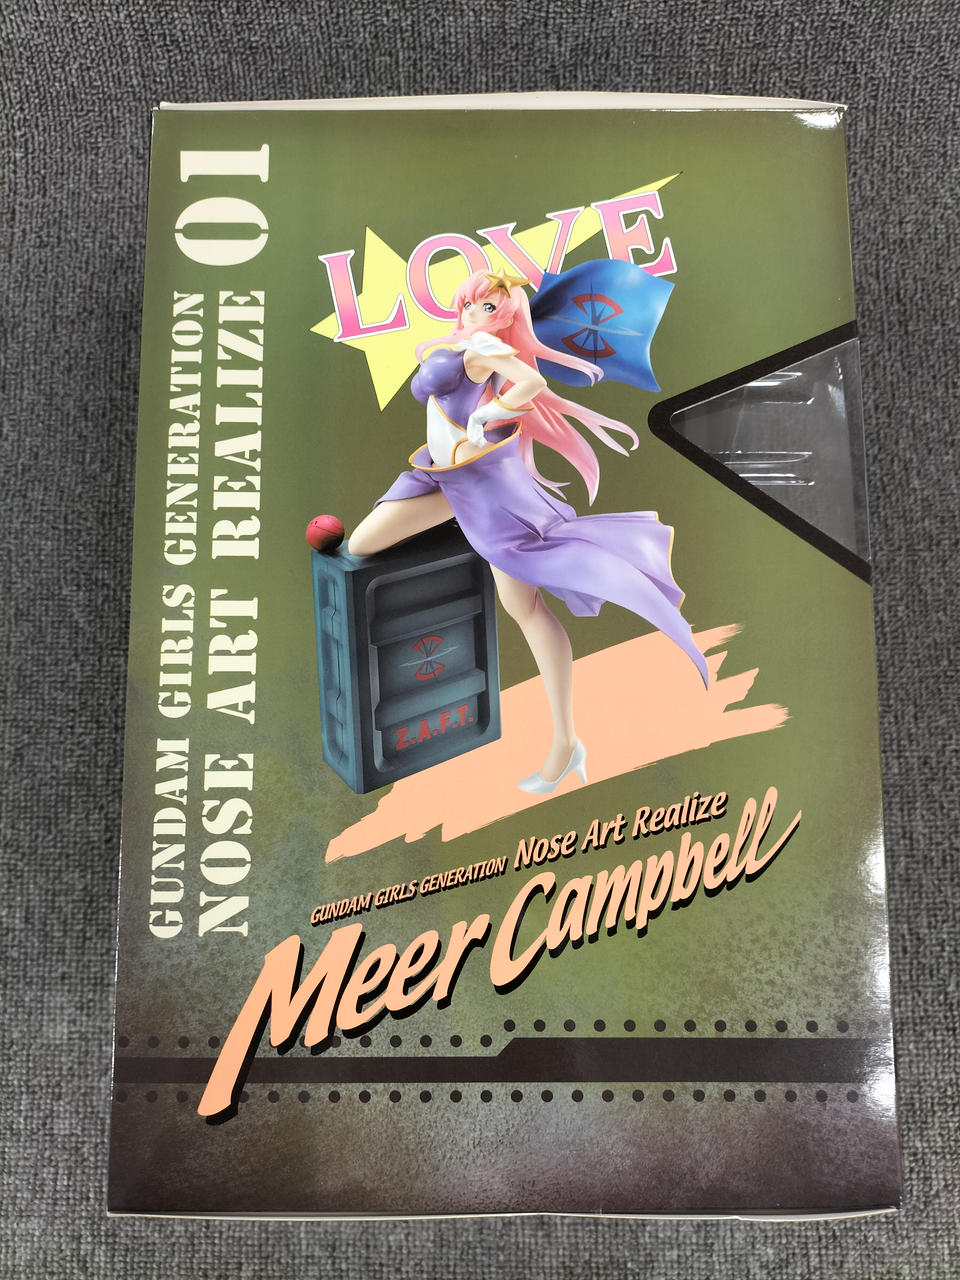 GUNDAM GIRLS GENERATION 01
NOSE ART REALIZE
LOVE
Z.A.F.T.
GUNDAM GIRLS GENERATION Nose Art Realize
Meer Campbell